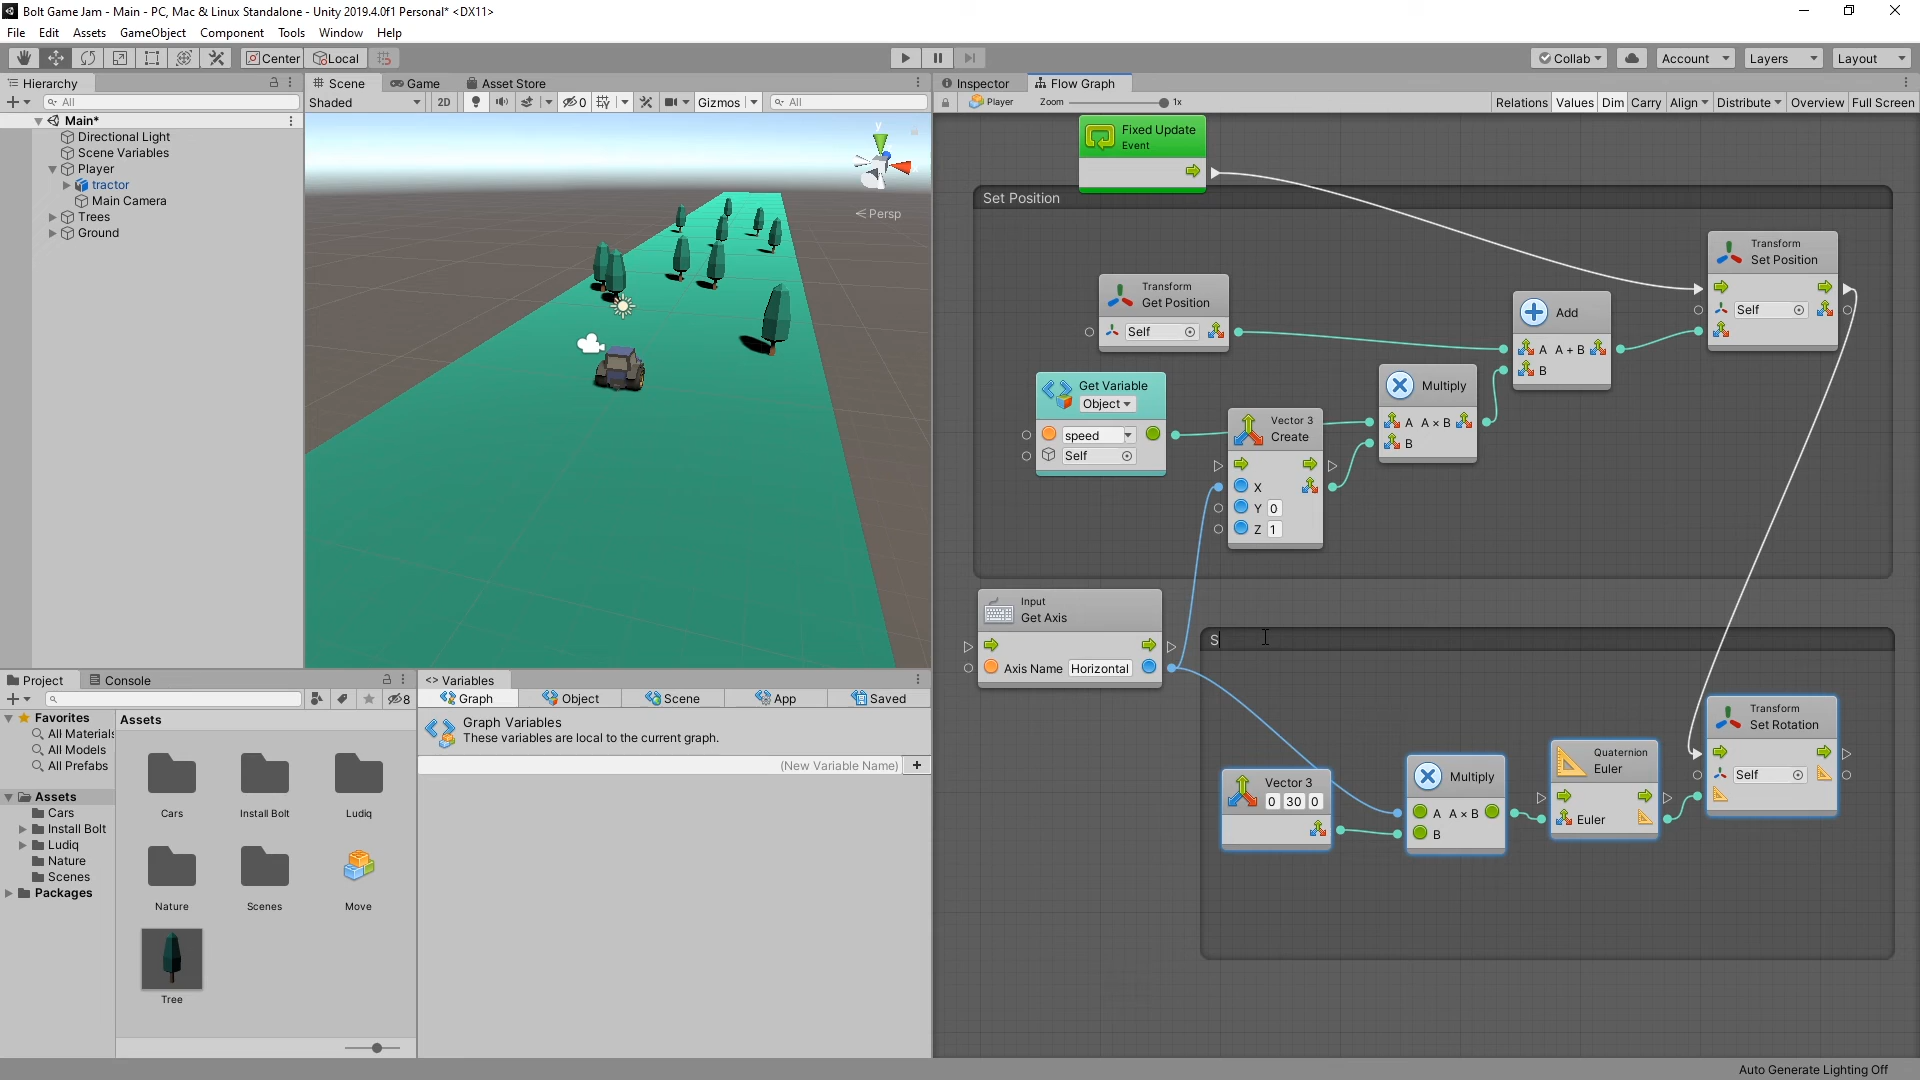 Bolt Game Jam - Main - PC, Mac & Linux Standalone - Unity 2019.4.0f1 Personal* <DX11>
File Edit Assets GameObject Component Tools Window Help
Center Local Collab Account Layers Layout
Hierarchy
All
Main*
Directional Light
Scene Variables
Player
tractor
Main Camera
Trees
Ground
Scene Game Asset Store
Shaded 2D 0 Gizmos All
y
Persp
Inspector Flow Graph
Player Zoom 1x Relations Values Dim Carry Align Distribute Overview Full Screen
Fixed Update
Event
Set Position
Transform
Get Position
Self
Get Variable
Object
speed
Self
Vector 3
Create
X
Y 0
Z 1
Multiply
A A × B
B
Add
A A + B
B
Transform
Set Position
Self
Input
Get Axis
Axis Name Horizontal
S
Vector 3
0 30 0
Multiply
A A × B
B
Quaternion
Euler
Euler
Transform
Set Rotation
Self
Project Console
8
Favorites
All Materials
All Models
All Prefabs
Assets
Cars
Install Bolt
Ludiq
Nature
Scenes
Packages
Assets
Cars
Install Bolt
Ludiq
Nature
Scenes
Move
Tree
<> Variables
Graph Object Scene App Saved
Graph Variables
These variables are local to the current graph.
(New Variable Name) +
Auto Generate Lighting Off